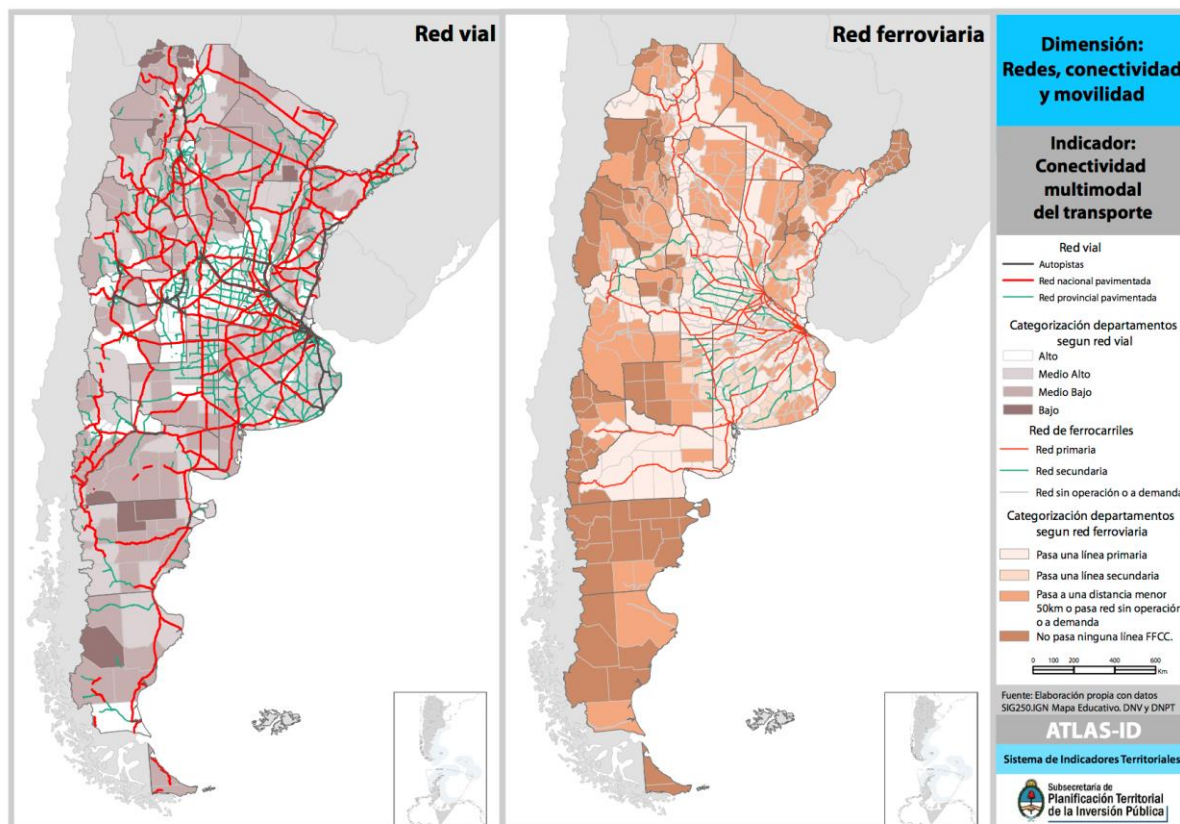 Red vial
Red ferroviaria
Dimensión:
Redes, conectividad
y movilidad
Indicador:
Conectividad
multimodal
del transporte
Red vial
Autopistas
Red nacional pavimentada
Red provincial pavimentada
Categorización departamentos
segun red vial
Alto
Medio Alto
Medio Bajo
Bajo
Red de ferrocarriles
Red primaria
Red secundaria
Red sin operación o a demanda
Categorización departamentos
segun red ferroviaria
Pasa una línea primaria
Pasa una línea secundaria
Pasa a una distancia menor
50km o pasa red sin operación
o a demanda
No pasa ninguna línea FFCC.
0 100 200 400 600
Km
Fuente: Elaboración propia con datos
SIG250.IGN Mapa Educativo. DNV y DNPT
ATLAS-ID
Sistema de Indicadores Territoriales
Subsecretaria de
Planificación Territorial
de la Inversión Pública